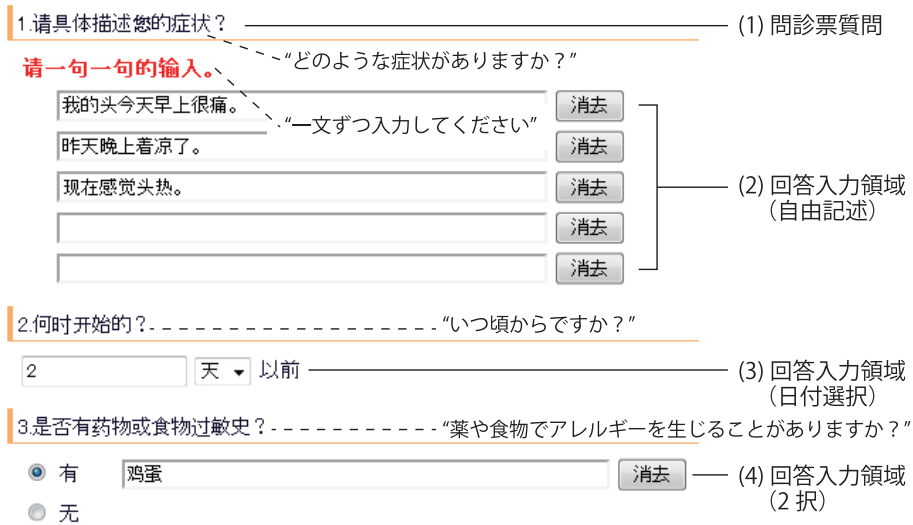 1.请具体描述您的症状？
(1) 問診票質問
“どのような症状がありますか？”
请一句一句的输入。
我的头今天早上很痛。 消去
“一文ずつ入力してください”
昨天晚上着凉了。 消去
现在感觉头热。 消去
(2) 回答入力領域
（自由記述）
消去
消去
2.何时开始的？
“いつ頃からですか？”
2 天 以前
(3) 回答入力領域
（日付選択）
3.是否有药物或食物过敏史？
“薬や食物でアレルギーを生じることがありますか？”
有 鸡蛋 消去
(4) 回答入力領域
（2 択）
无